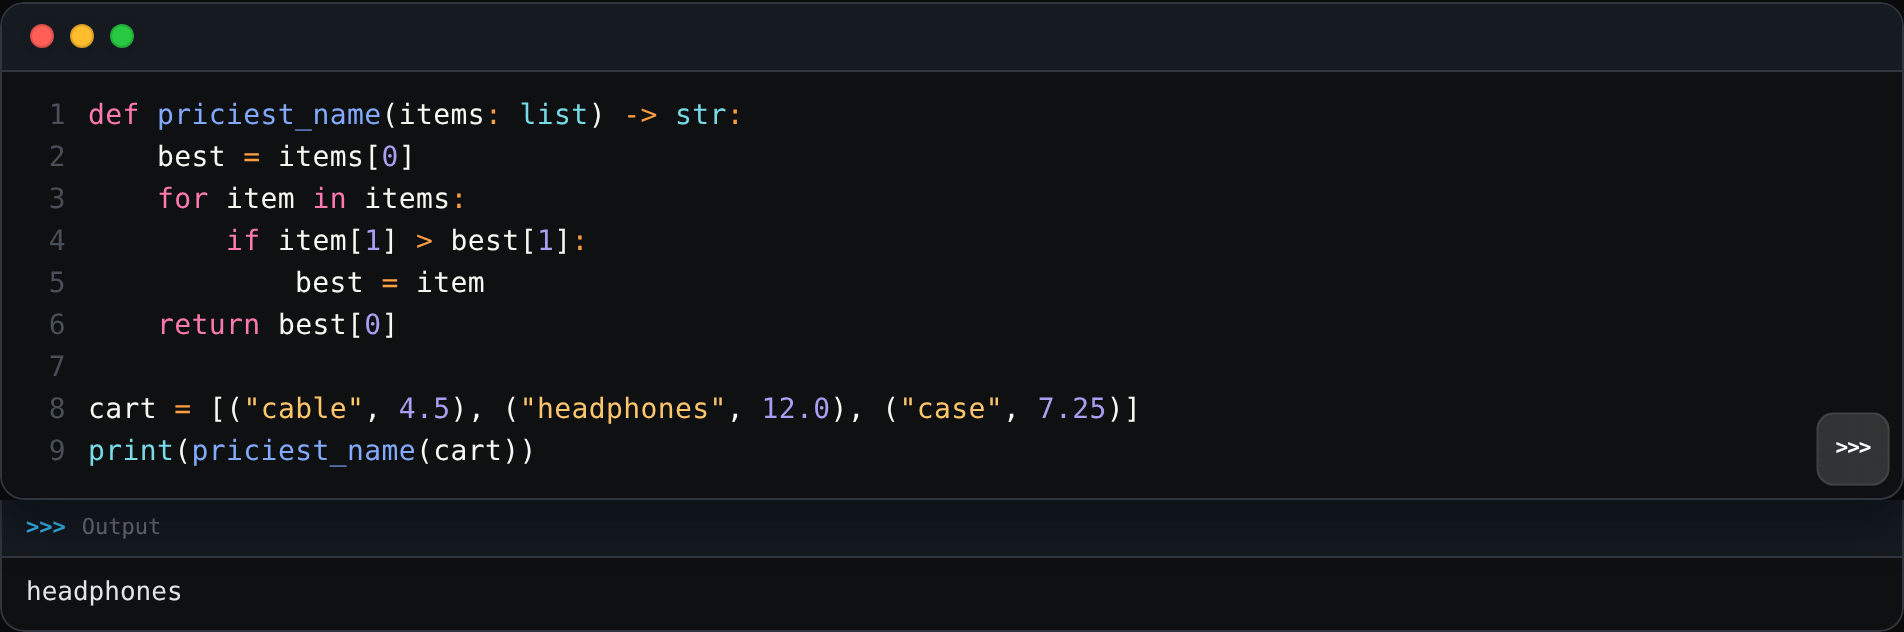 1 def priciest_name(items: list) -> str:
2     best = items[0]
3     for item in items:
4         if item[1] > best[1]:
5             best = item
6     return best[0]
7
8 cart = [("cable", 4.5), ("headphones", 12.0), ("case", 7.25)]
9 print(priciest_name(cart))
>>>
>>> Output
headphones